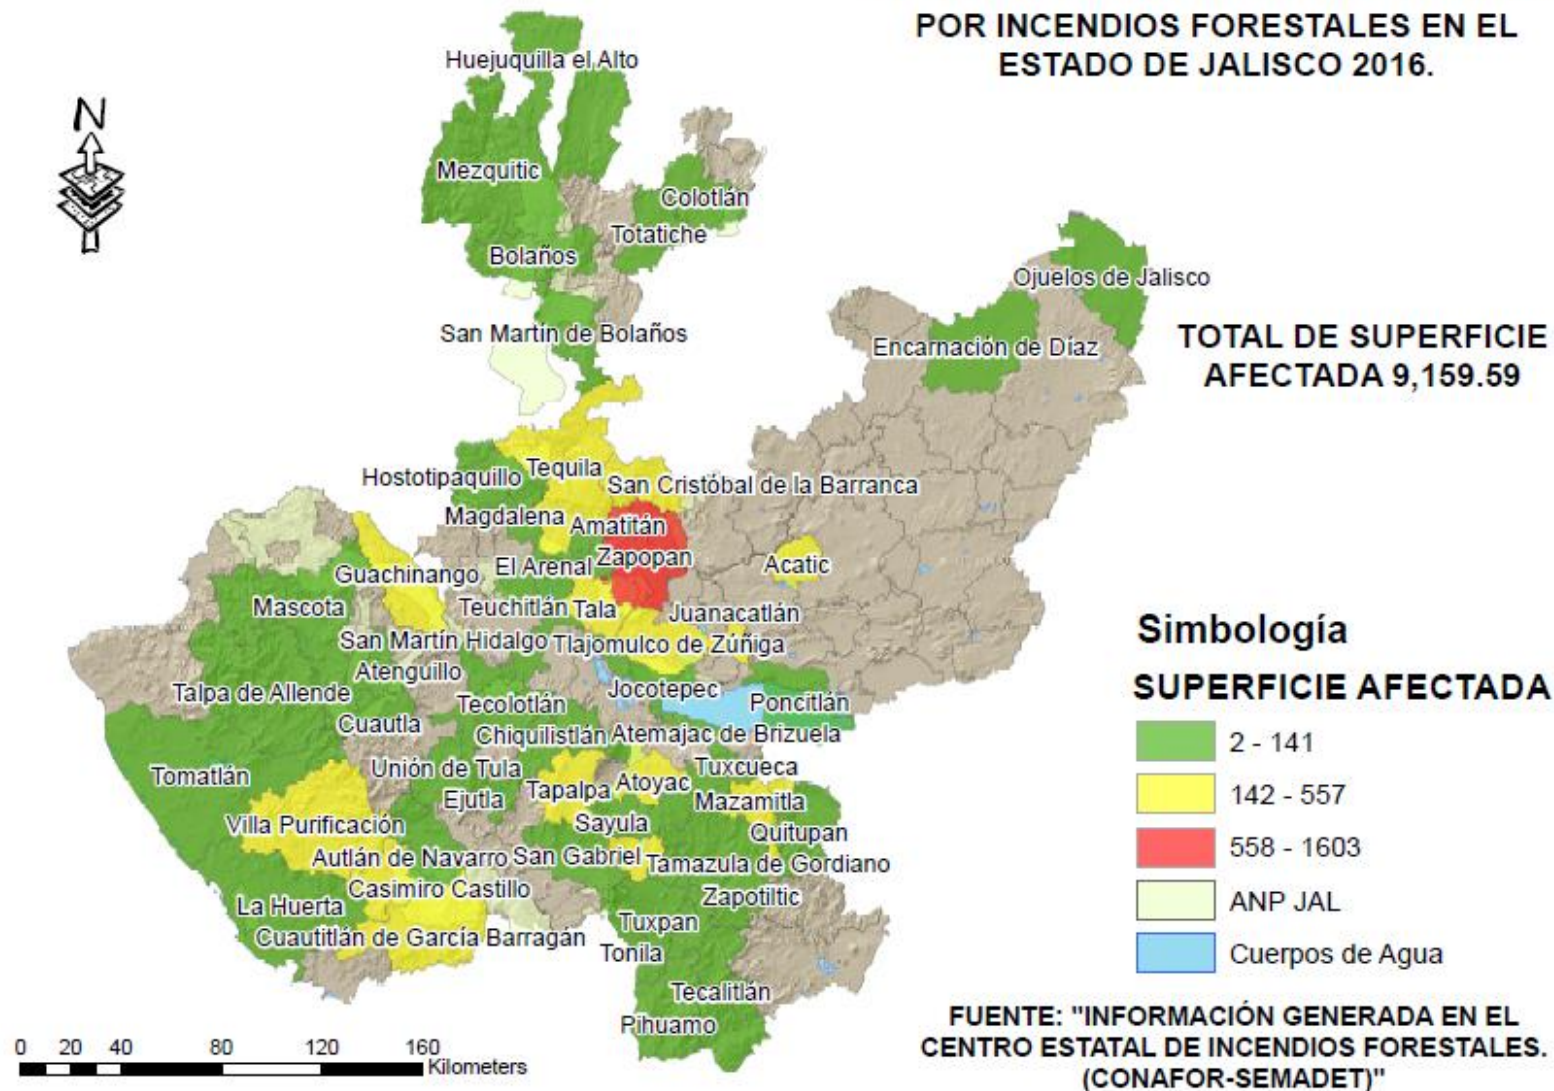 POR INCENDIOS FORESTALES EN EL
ESTADO DE JALISCO 2016.
N
Huejuquilla el Alto
Mezquitic
Colotlán
Totatiche
Bolaños
Ojuelos de Jalisco
San Martín de Bolaños
Encarnación de Díaz
TOTAL DE SUPERFICIE
AFECTADA 9,159.59
Hostotipaquillo
Tequila
San Cristóbal de la Barranca
Magdalena
Amatitán
El Arenal
Zapopan
Acatic
Guachinango
Mascota
Teuchitlán
Tala
Juanacatlán
San Martín Hidalgo
Tlajomulco de Zúñiga
Atenguillo
Talpa de Allende
Jocotepec
Poncitlán
Tecolotlán
Cuautla
Chiquilistlán
Atemajac de Brizuela
Unión de Tula
Tuxcueca
Tomatlán
Tapalpa
Atoyac
Ejutla
Mazamitla
Villa Purificación
Sayula
Quitupan
Autlán de Navarro
San Gabriel
Tamazula de Gordiano
Casimiro Castillo
Zapotiltic
La Huerta
Tuxpan
Cuautitlán de García Barragán
Tonila
Tecalitlán
Pihuamo
Simbología
SUPERFICIE AFECTADA
2 - 141
142 - 557
558 - 1603
ANP JAL
Cuerpos de Agua
0 20 40 80 120 160
Kilometers
FUENTE: "INFORMACIÓN GENERADA EN EL
CENTRO ESTATAL DE INCENDIOS FORESTALES.
(CONAFOR-SEMADET)"